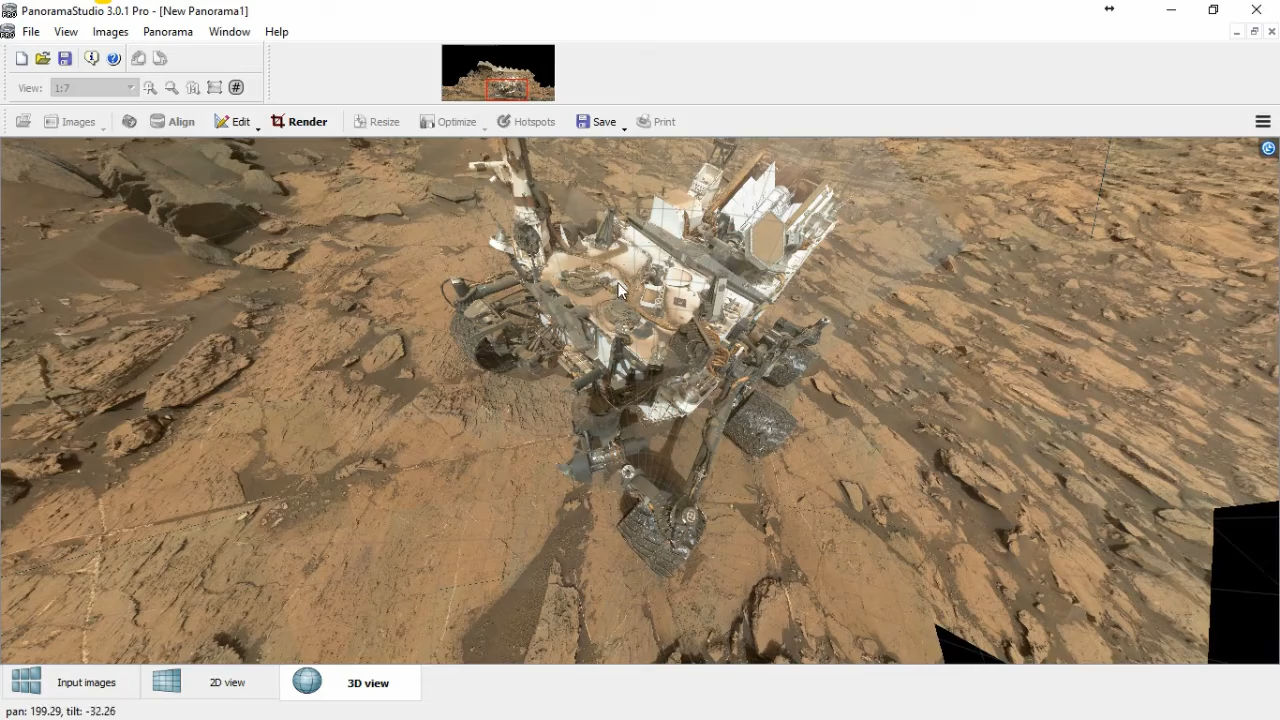 PanoramaStudio 3.0.1 Pro - [New Panorama1]
File View Images Panorama Window Help
View: 1:7
Images Align Edit Render Resize Optimize Hotspots Save Print
Input images 2D view 3D view
pan: 199.29, tilt: -32.26